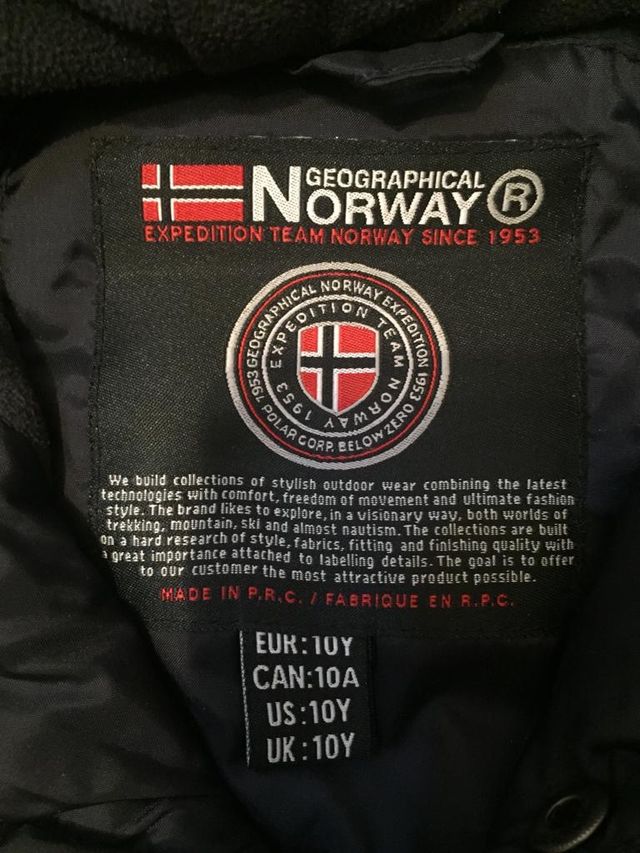 GEOGRAPHICAL
NORWAY ®
EXPEDITION TEAM NORWAY SINCE 1953
GEOGRAPHICAL NORWAY EXPEDITION 1953
1953 POLAR CORP. BELOW ZERO
EXPEDITION TEAM
1953 NORWAY
We build collections of stylish outdoor wear combining the latest
technologies with comfort, freedom of movement and ultimate fashion
style. The brand likes to explore, in a visionary way, both worlds of
trekking, mountain, ski and almost nautism. The collections are built
on a hard research of style, fabrics, fitting and finishing quality with
a great importance attached to labelling details. The goal is to offer
to our customer the most attractive product possible.
MADE IN P.R.C. / FABRIQUE EN R.P.C.
EUR:10Y
CAN:10A
US:10Y
UK:10Y